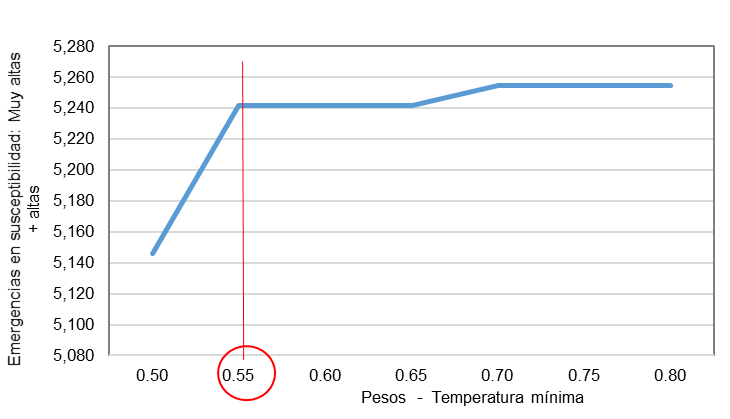 Emergencias en susceptibilidad: Muy altas
+ altas
5,280
5,260
5,240
5,220
5,200
5,180
5,160
5,140
5,120
5,100
5,080
0.50 0.55 0.60 0.65 0.70 0.75 0.80
Pesos - Temperatura mínima